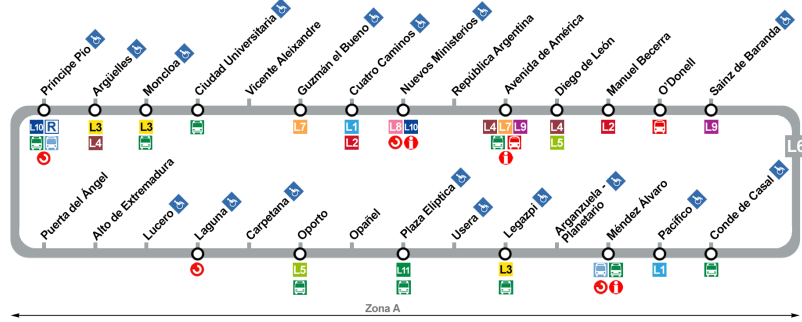 Príncipe Pío
Argüelles
Moncloa
Ciudad Universitaria
Vicente Aleixandre
Guzmán el Bueno
Cuatro Caminos
Nuevos Ministerios
República Argentina
Avenida de América
Diego de León
Manuel Becerra
O'Donell
Sainz de Baranda
L10 R
L3
L4
L3
L7
L1
L2
L8 L10
L4 L7 L9
L4
L5
L2
L9
L6
Puerta del Ángel
Alto de Extremadura
Lucero
Laguna
Carpetana
Oporto
Opañel
Plaza Elíptica
Usera
Legazpi
Arganzuela -
Planetario
Méndez Álvaro
Pacífico
Conde de Casal
L5
L11
L3
L1
Zona A